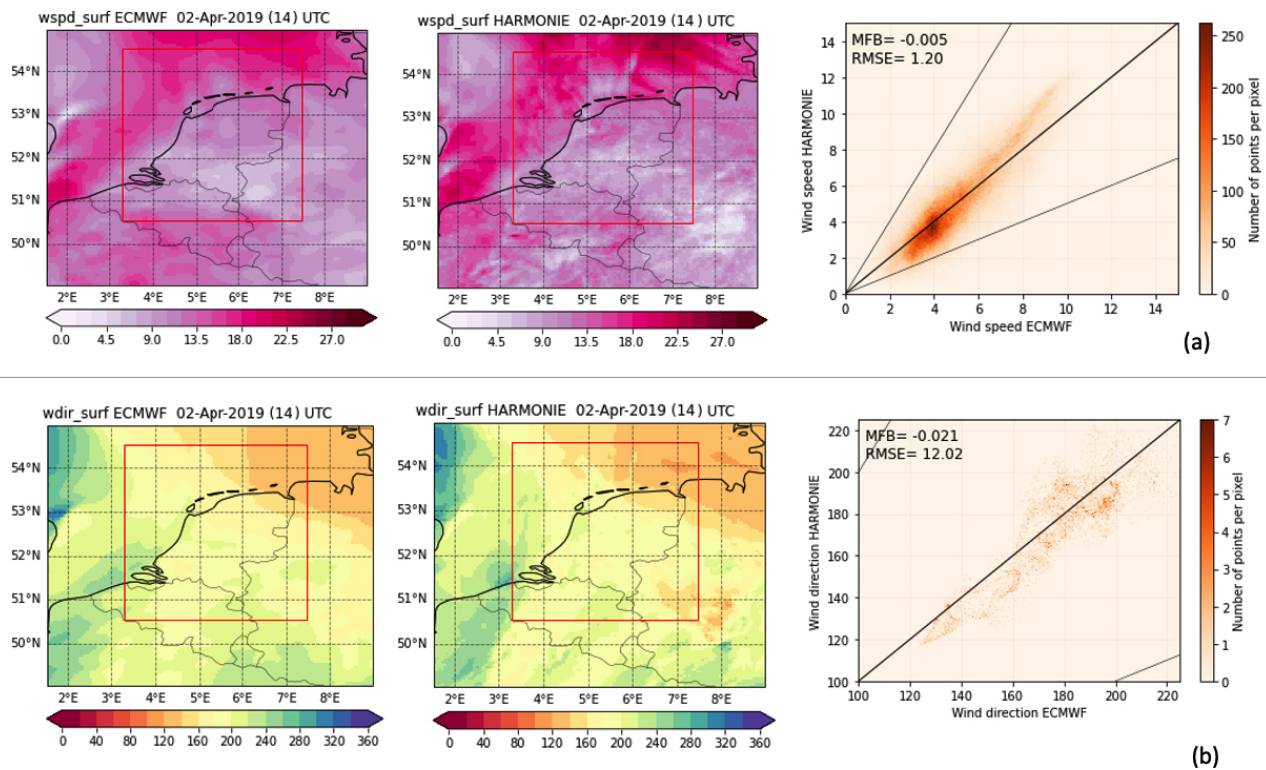 wspd_surf ECMWF 02-Apr-2019 (14) UTC
54°N
53°N
52°N
51°N
50°N
2°E 3°E 4°E 5°E 6°E 7°E 8°E
0.0 4.5 9.0 13.5 18.0 22.5 27.0
wspd_surf HARMONIE 02-Apr-2019 (14) UTC
54°N
53°N
52°N
51°N
50°N
2°E 3°E 4°E 5°E 6°E 7°E 8°E
0.0 4.5 9.0 13.5 18.0 22.5 27.0
MFB= -0.005
RMSE= 1.20
Wind speed HARMONIE
14
12
10
8
6
4
2
0
0 2 4 6 8 10 12 14
Wind speed ECMWF
250
200
150
100
50
0
Number of points per pixel
(a)
wdir_surf ECMWF 02-Apr-2019 (14) UTC
54°N
53°N
52°N
51°N
50°N
2°E 3°E 4°E 5°E 6°E 7°E 8°E
0 40 80 120 160 200 240 280 320 360
wdir_surf HARMONIE 02-Apr-2019 (14) UTC
54°N
53°N
52°N
51°N
50°N
2°E 3°E 4°E 5°E 6°E 7°E 8°E
0 40 80 120 160 200 240 280 320 360
MFB= -0.021
RMSE= 12.02
Wind direction HARMONIE
220
200
180
160
140
120
100
100 120 140 160 180 200 220
Wind direction ECMWF
7
6
5
4
3
2
1
0
Number of points per pixel
(b)